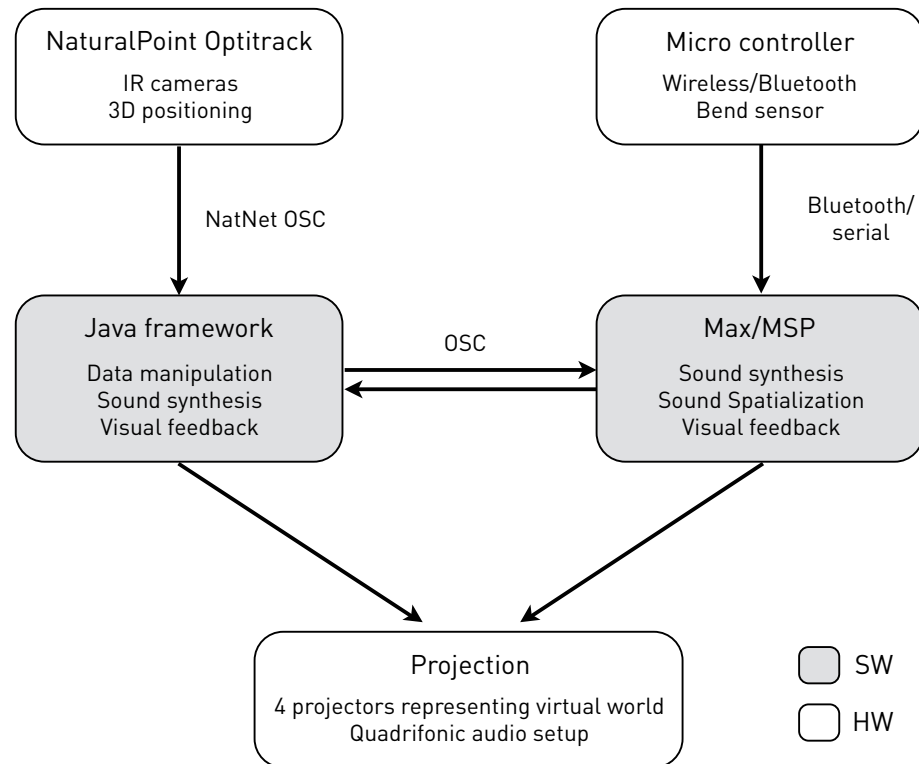 NaturalPoint Optitrack
IR cameras
3D positioning
Micro controller
Wireless/Bluetooth
Bend sensor
NatNet OSC
Bluetooth/
serial
Java framework
Data manipulation
Sound synthesis
Visual feedback
OSC
Max/MSP
Sound synthesis
Sound Spatialization
Visual feedback
Projection
4 projectors representing virtual world
Quadrifonic audio setup
SW
HW